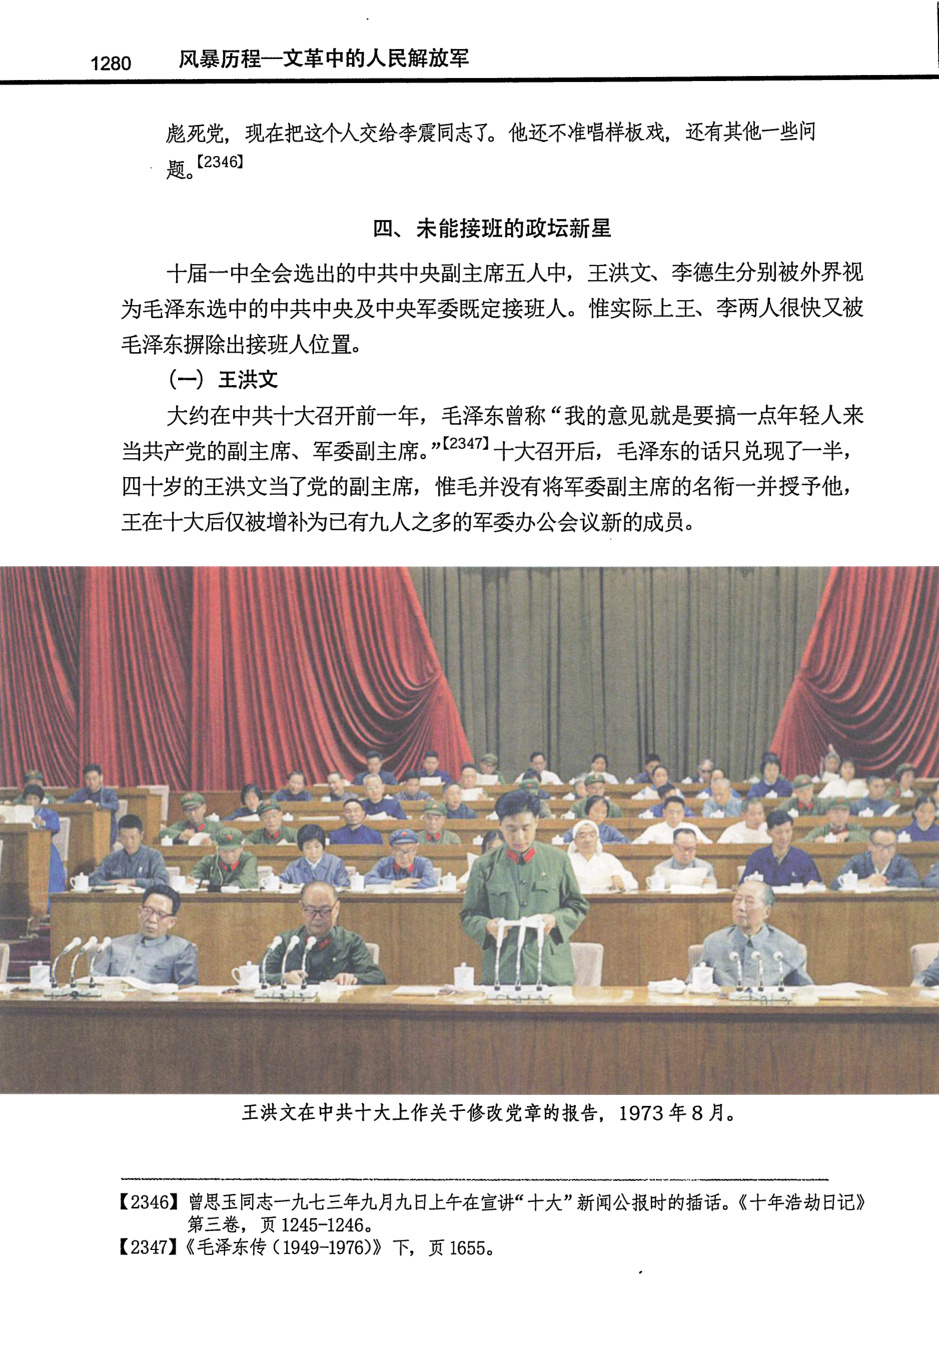 1280 风暴历程—文革中的人民解放军
彪死党，现在把这个人交给李震同志了。他还不准唱样板戏，还有其他一些问
题。【2346】
四、未能接班的政坛新星
十届一中全会选出的中共中央副主席五人中，王洪文、李德生分别被外界视
为毛泽东选中的中共中央及中央军委既定接班人。惟实际上王、李两人很快又被
毛泽东摒除出接班人位置。
(一) 王洪文
大约在中共十大召开前一年，毛泽东曾称“我的意见就是要搞一点年轻人来
当共产党的副主席、军委副主席。”【2347】十大召开后，毛泽东的话只兑现了一半，
四十岁的王洪文当了党的副主席，惟毛并没有将军委副主席的名衔一并授予他，
王在十大后仅被增补为已有九人之多的军委办公会议新的成员。
王洪文在中共十大上作关于修改党章的报告，1973 年 8 月。
【2346】曾思玉同志一九七三年九月九日上午在宣讲“十大”新闻公报时的插话。《十年浩劫日记》
第三卷，页 1245-1246。
【2347】《毛泽东传（1949-1976)》下，页 1655。